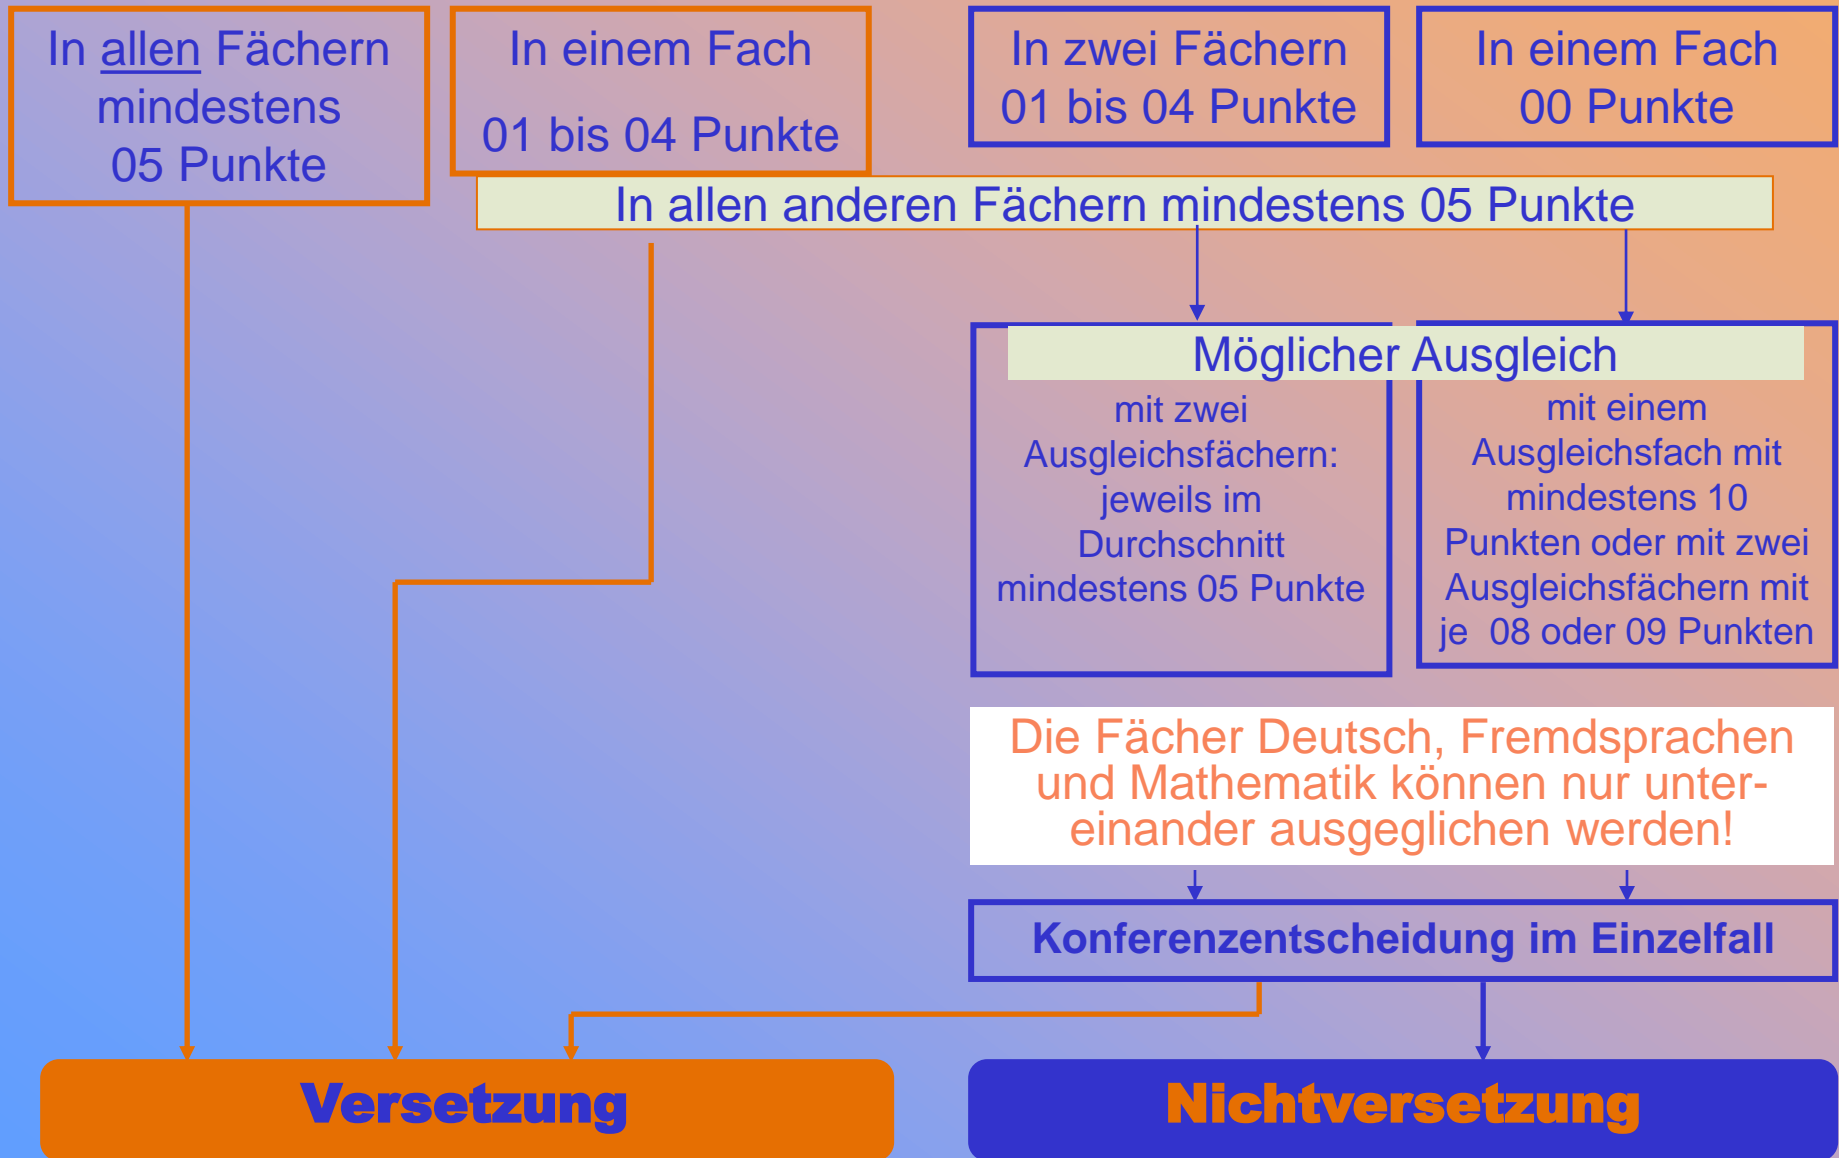 In allen Fächern
mindestens
05 Punkte
In einem Fach
01 bis 04 Punkte
In zwei Fächern
01 bis 04 Punkte
In einem Fach
00 Punkte
In allen anderen Fächern mindestens 05 Punkte
Möglicher Ausgleich
mit zwei
Ausgleichsfächern:
jeweils im
Durchschnitt
mindestens 05 Punkte
mit einem
Ausgleichsfach mit
mindestens 10
Punkten oder mit zwei
Ausgleichsfächern mit
je 08 oder 09 Punkten
Die Fächer Deutsch, Fremdsprachen
und Mathematik können nur unter-
einander ausgeglichen werden!
Konferenzentscheidung im Einzelfall
Versetzung
Nichtversetzung